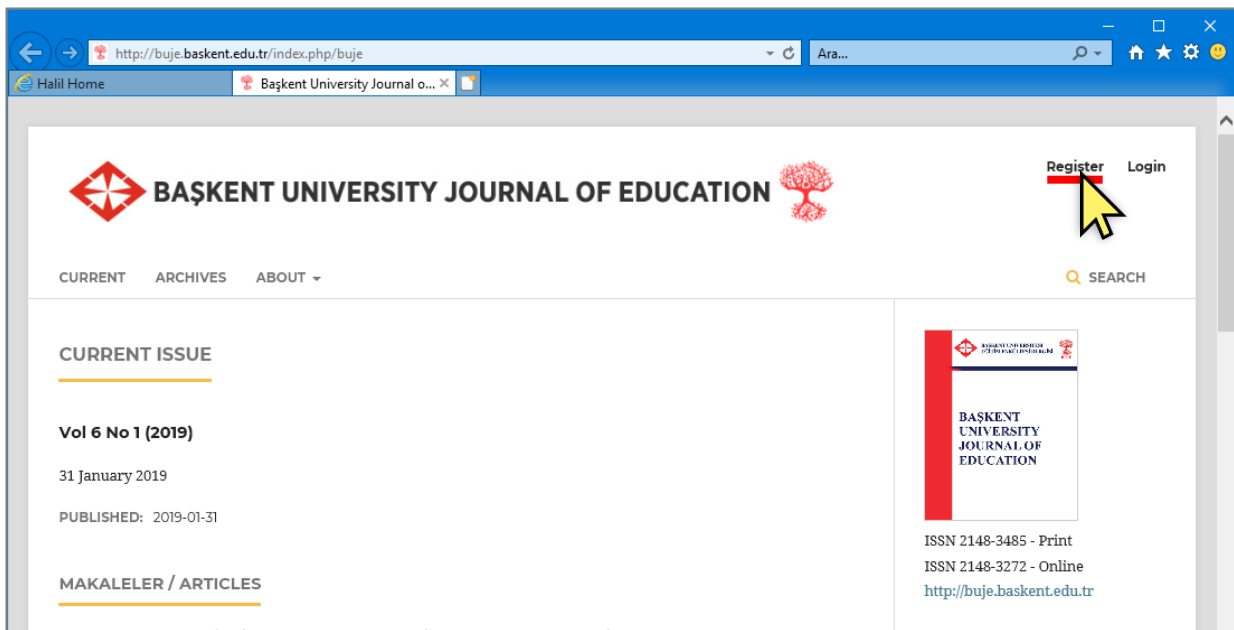 http://buje.baskent.edu.tr/index.php/buje
Ara...
Halil Home
Başkent University Journal o...
BAŞKENT UNIVERSITY JOURNAL OF EDUCATION
Register Login
CURRENT ARCHIVES ABOUT
SEARCH
CURRENT ISSUE
Vol 6 No 1 (2019)
31 January 2019
PUBLISHED: 2019-01-31
MAKALELER / ARTICLES
BAŞKENT
UNIVERSITY
JOURNAL OF
EDUCATION
ISSN 2148-3485 - Print
ISSN 2148-3272 - Online
http://buje.baskent.edu.tr